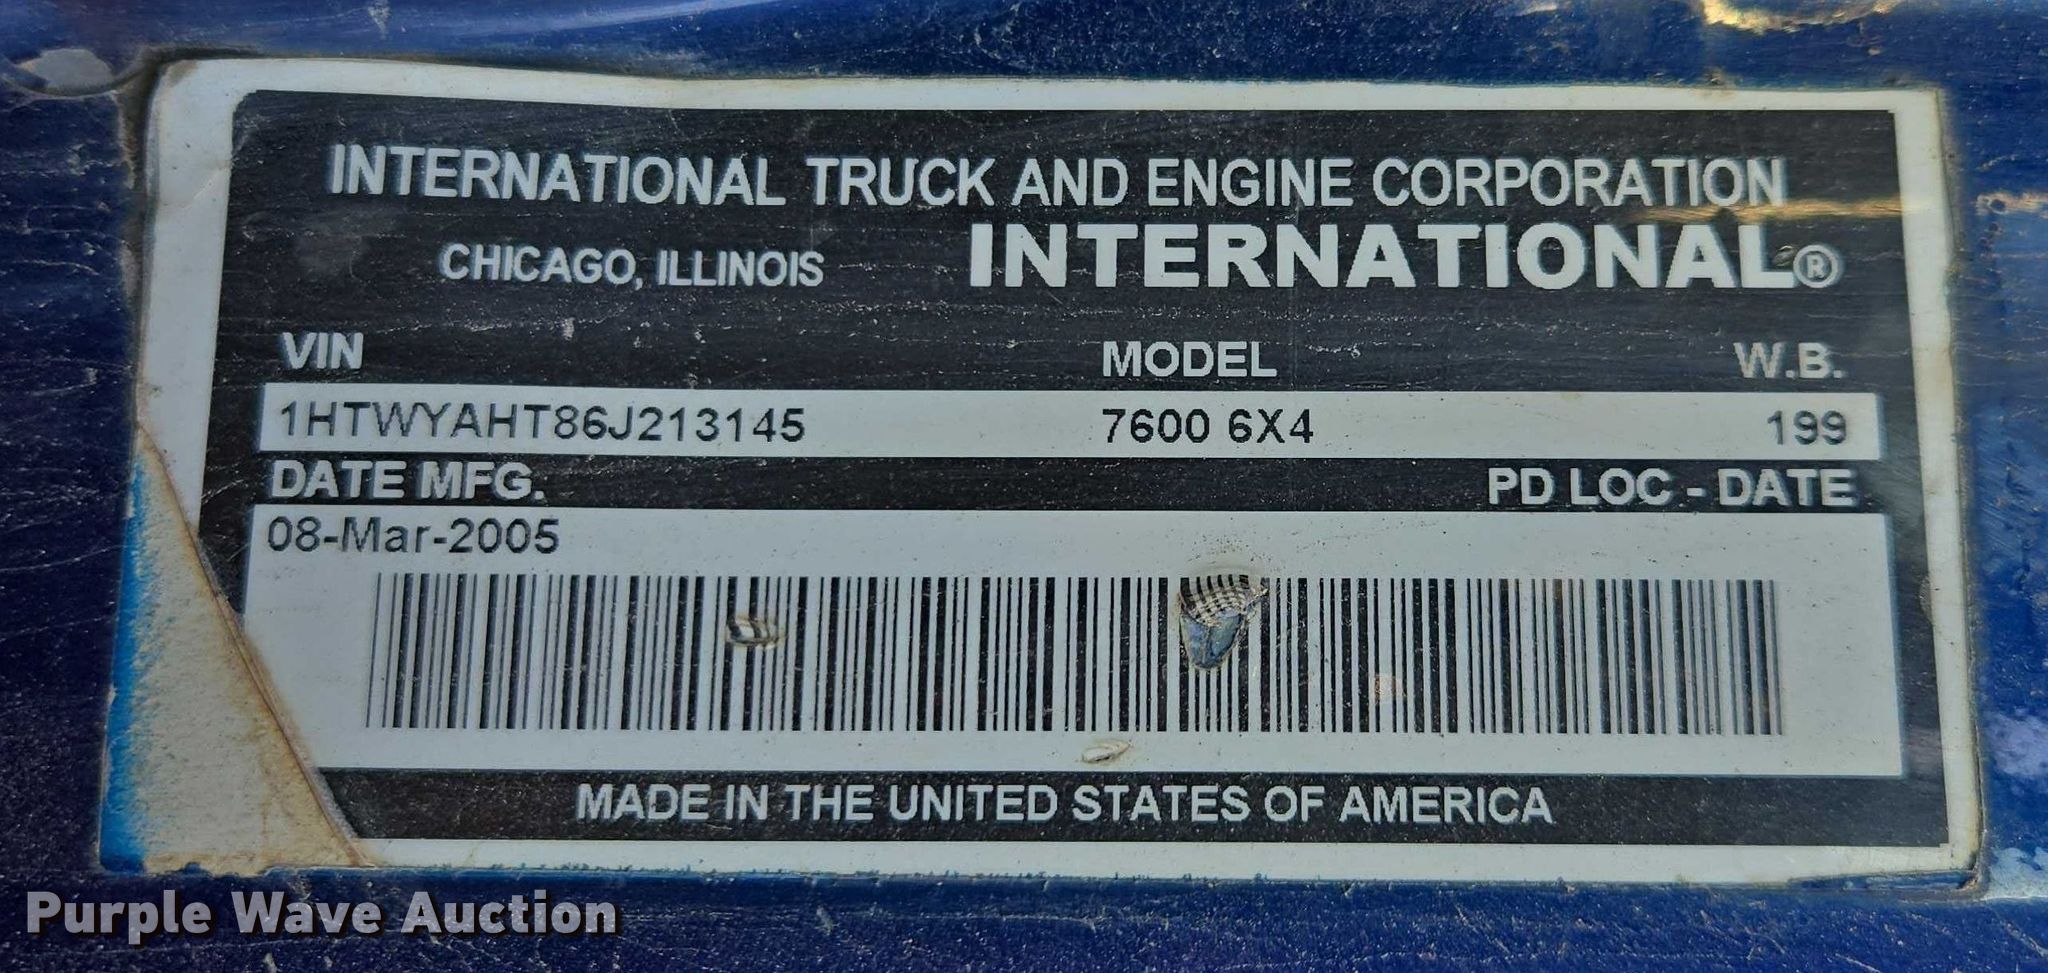 INTERNATIONAL TRUCK AND ENGINE CORPORATION
CHICAGO, ILLINOIS INTERNATIONAL®
VIN MODEL W.B.
1HTWYAHT86J213145 7600 6X4 199
DATE MFG. PD LOC - DATE
08-Mar-2005
MADE IN THE UNITED STATES OF AMERICA
Purple Wave Auction